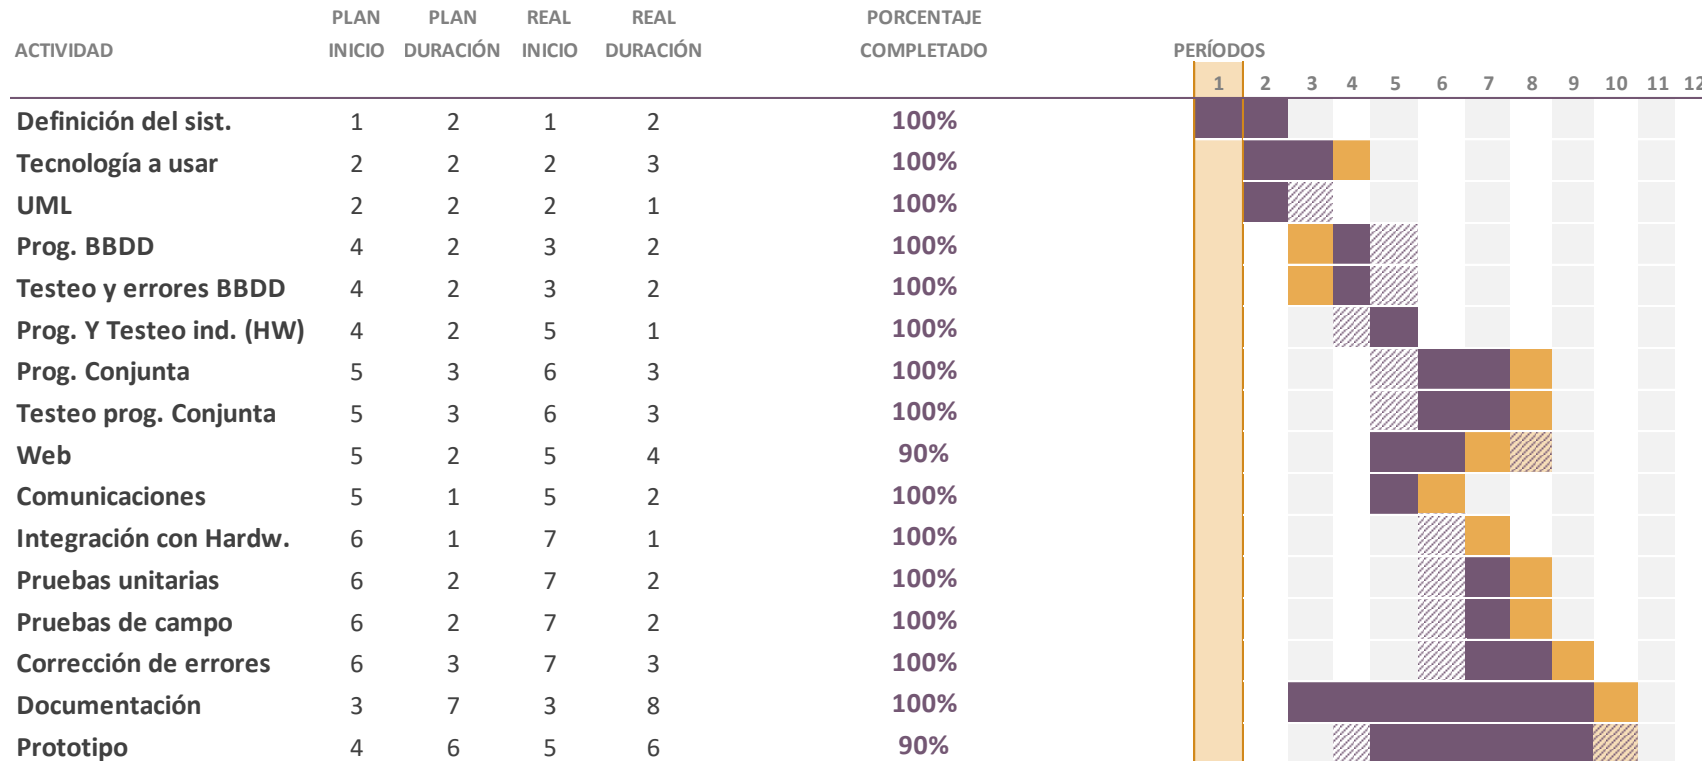 PLAN PLAN REAL REAL PORCENTAJE
ACTIVIDAD INICIO DURACIÓN INICIO DURACIÓN COMPLETADO PERÍODOS
1 2 3 4 5 6 7 8 9 10 11 12
Definición del sist. 1 2 1 2 100%
Tecnología a usar 2 2 2 3 100%
UML 2 2 2 1 100%
Prog. BBDD 4 2 3 2 100%
Testeo y errores BBDD 4 2 3 2 100%
Prog. Y Testeo ind. (HW) 4 2 5 1 100%
Prog. Conjunta 5 3 6 3 100%
Testeo prog. Conjunta 5 3 6 3 100%
Web 5 2 5 4 90%
Comunicaciones 5 1 5 2 100%
Integración con Hardw. 6 1 7 1 100%
Pruebas unitarias 6 2 7 2 100%
Pruebas de campo 6 2 7 2 100%
Corrección de errores 6 3 7 3 100%
Documentación 3 7 3 8 100%
Prototipo 4 6 5 6 90%